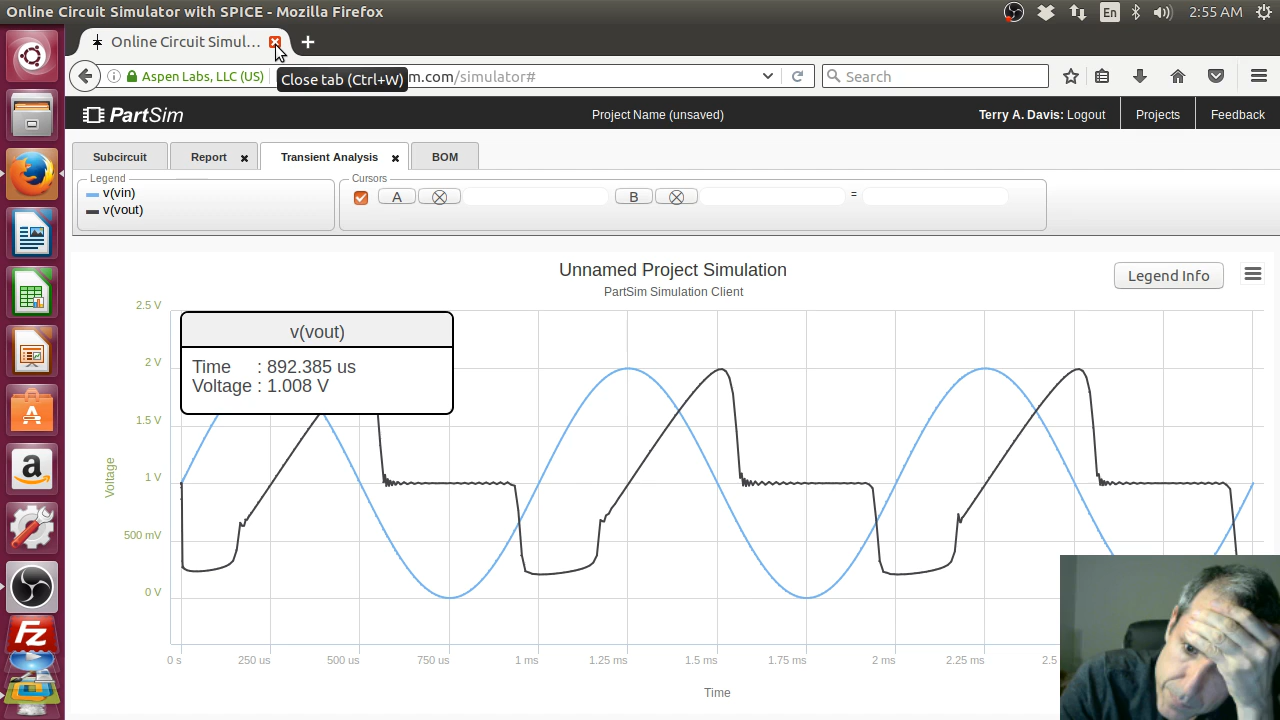 Online Circuit Simulator with SPICE - Mozilla Firefox
En
2:55 AM
Online Circuit Simul...
Aspen Labs, LLC (US)
m.com/simulator#
Search
Close tab (Ctrl+W)
PartSim
Project Name (unsaved)
Terry A. Davis: Logout
Projects
Feedback
Subcircuit
Report
Transient Analysis
BOM
Legend
v(vin)
v(vout)
Cursors
A
B
=
Unnamed Project Simulation
PartSim Simulation Client
Legend Info
2.5 V
2 V
1.5 V
1 V
500 mV
0 V
Voltage
v(vout)
Time : 892.385 us
Voltage : 1.008 V
0 s
250 us
500 us
750 us
1 ms
1.25 ms
1.5 ms
1.75 ms
2 ms
2.25 ms
2.5
Time
a
FZ